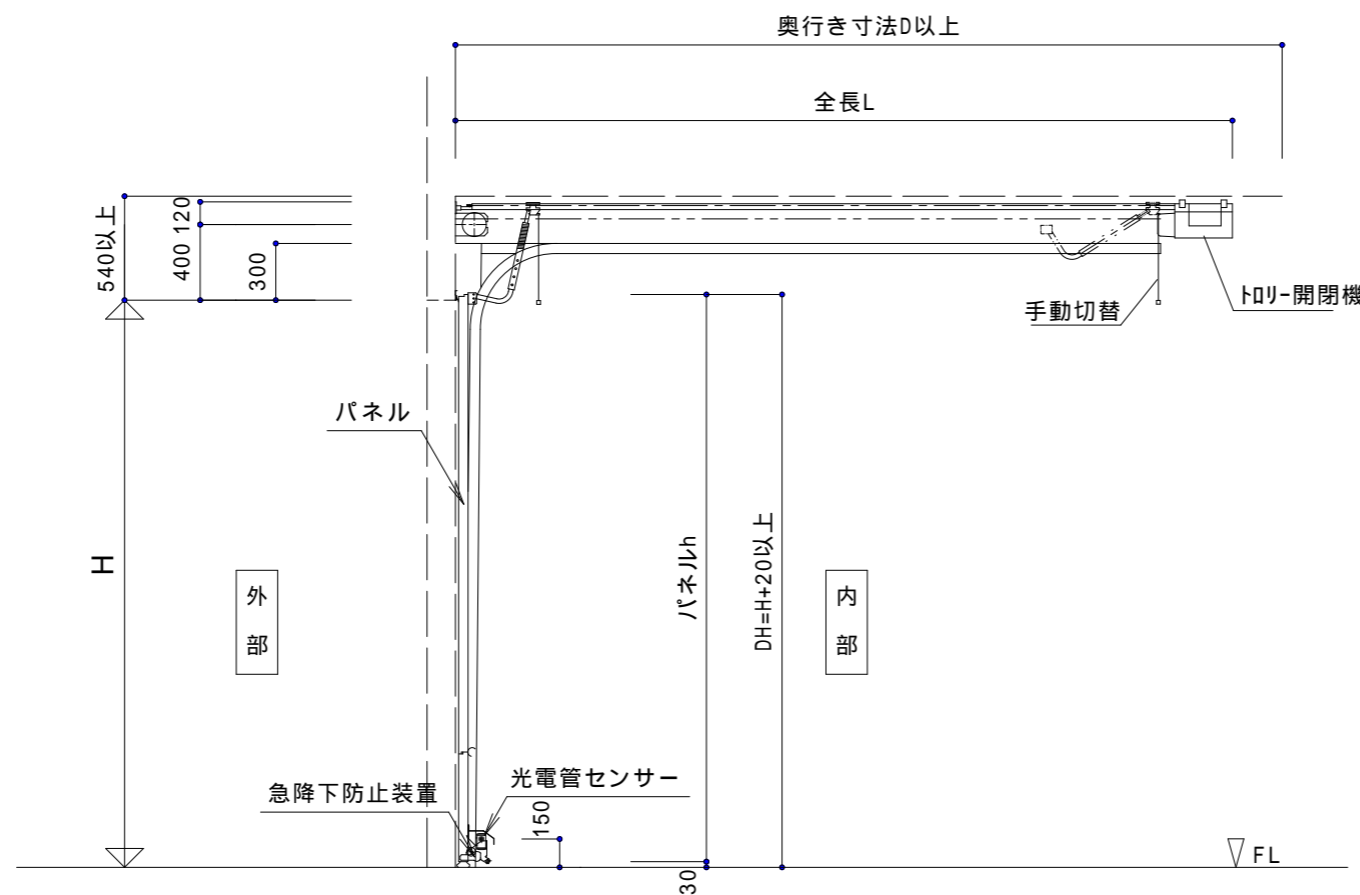 奥行き寸法D以上
全長L
540以上
120
400
300
手動切替
トロリー開閉機
パネル
H
外部
パネルh
DH=H+20以上
内部
急降下防止装置
光電管センサー
150
30
FL